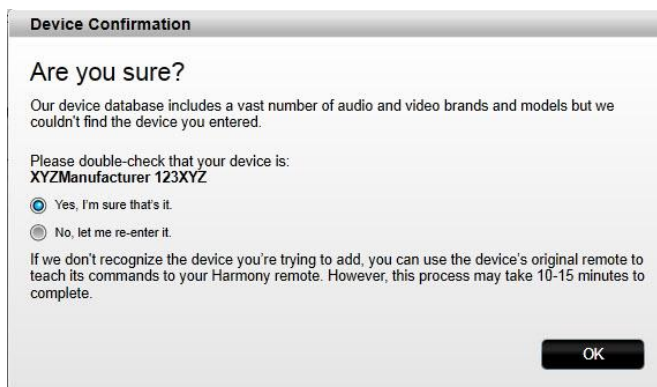 Device Confirmation
Are you sure?
Our device database includes a vast number of audio and video brands and models but we
couldn't find the device you entered.
Please double-check that your device is:
XYZManufacturer 123XYZ
Yes, I'm sure that's it.
No, let me re-enter it.
If we don't recognize the device you're trying to add, you can use the device's original remote to
teach its commands to your Harmony remote. However, this process may take 10-15 minutes to
complete.
OK